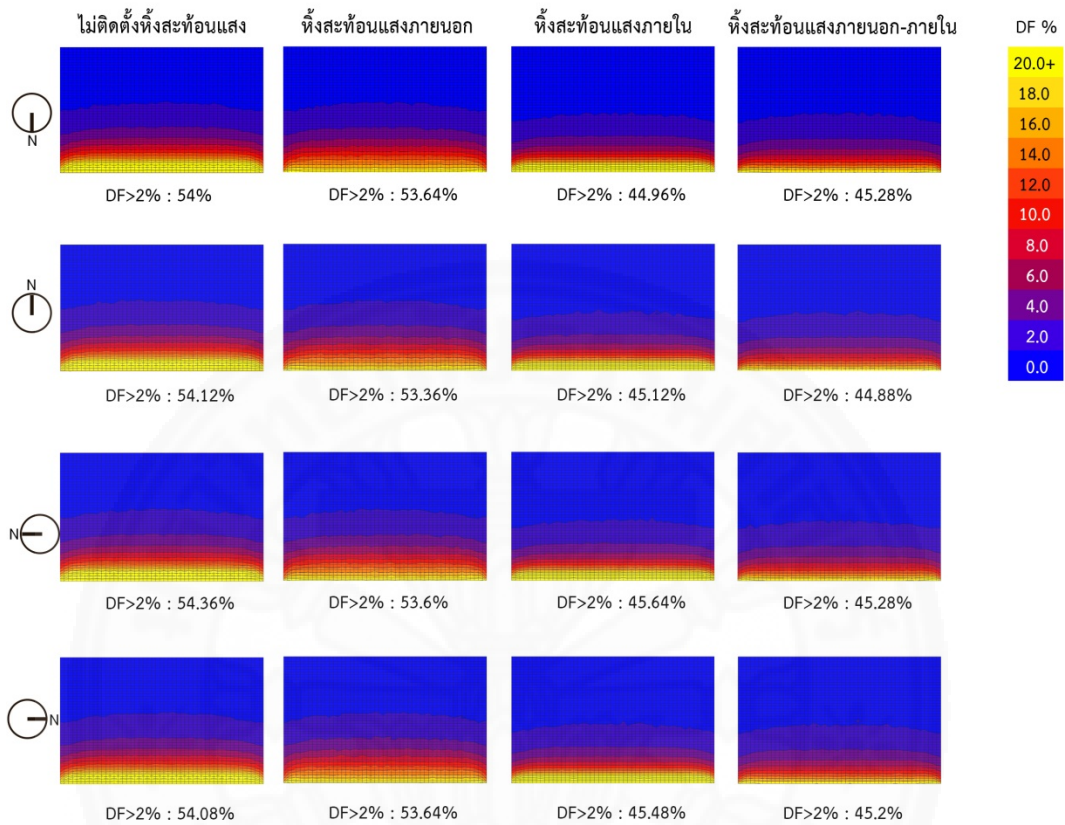 ไม่ติดตั้งหิ้งสะท้อนแสง หิ้งสะท้อนแสงภายนอก หิ้งสะท้อนแสงภายใน หิ้งสะท้อนแสงภายนอก-ภายใน DF %
20.0+
18.0
16.0
14.0
12.0
10.0
8.0
6.0
4.0
2.0
0.0
N
DF>2% : 54% DF>2% : 53.64% DF>2% : 44.96% DF>2% : 45.28%
N
DF>2% : 54.12% DF>2% : 53.36% DF>2% : 45.12% DF>2% : 44.88%
N
DF>2% : 54.36% DF>2% : 53.6% DF>2% : 45.64% DF>2% : 45.28%
N
DF>2% : 54.08% DF>2% : 53.64% DF>2% : 45.48% DF>2% : 45.2%